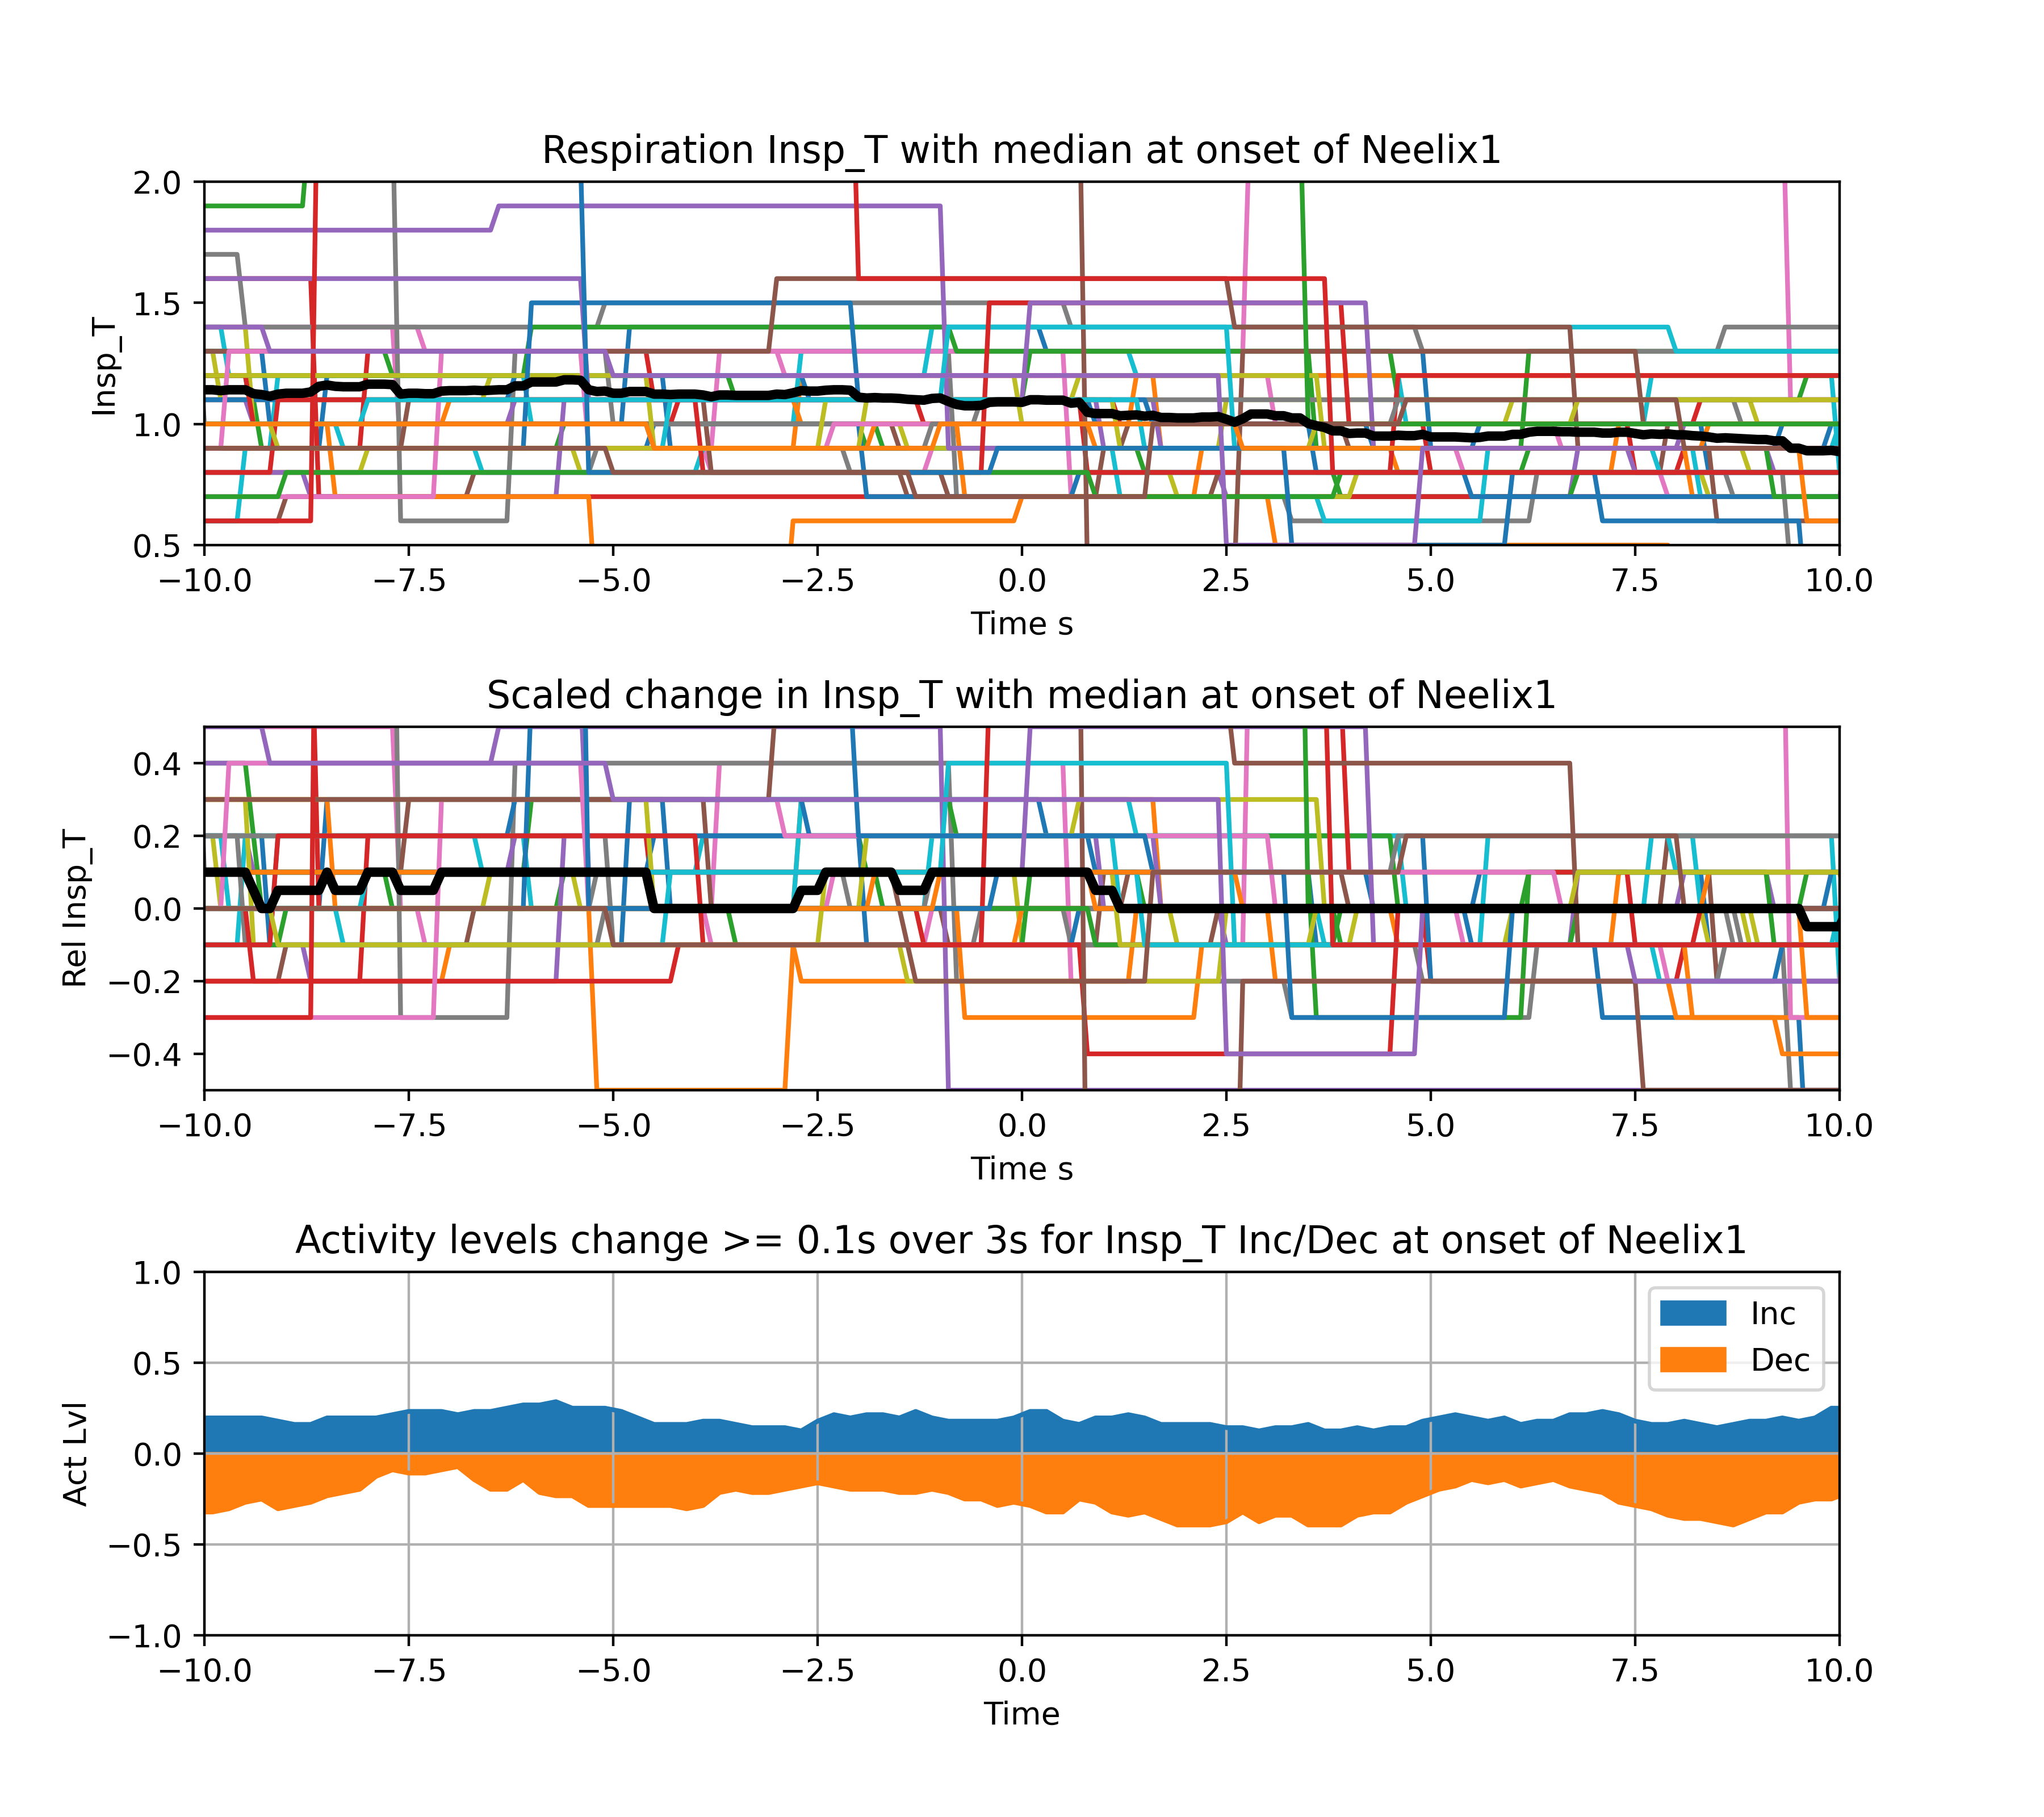 Respiration Insp_T with median at onset of Neelix1
2.0
1.5
1.0
0.5
Insp_T
−10.0 −7.5 −5.0 −2.5 0.0 2.5 5.0 7.5 10.0
Time s
Scaled change in Insp_T with median at onset of Neelix1
0.4
0.2
0.0
−0.2
−0.4
Rel Insp_T
−10.0 −7.5 −5.0 −2.5 0.0 2.5 5.0 7.5 10.0
Time s
Activity levels change >= 0.1s over 3s for Insp_T Inc/Dec at onset of Neelix1
1.0
0.5
0.0
−0.5
−1.0
Act Lvl
Inc
Dec
−10.0 −7.5 −5.0 −2.5 0.0 2.5 5.0 7.5 10.0
Time